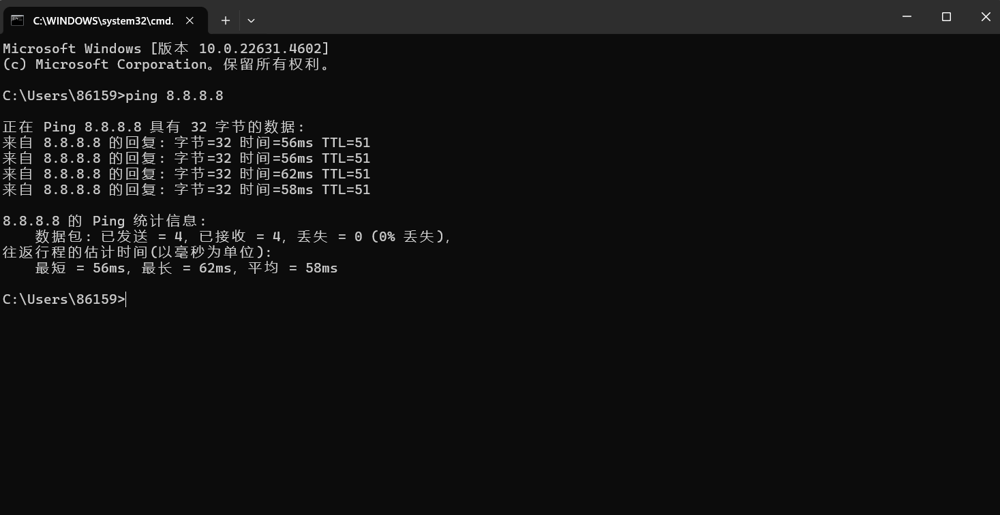 C:\WINDOWS\system32\cmd.
Microsoft Windows [版本 10.0.22631.4602]
(c) Microsoft Corporation。保留所有权利。
C:\Users\86159>ping 8.8.8.8
正在 Ping 8.8.8.8 具有 32 字节的数据:
来自 8.8.8.8 的回复: 字节=32 时间=56ms TTL=51
来自 8.8.8.8 的回复: 字节=32 时间=56ms TTL=51
来自 8.8.8.8 的回复: 字节=32 时间=62ms TTL=51
来自 8.8.8.8 的回复: 字节=32 时间=58ms TTL=51
8.8.8.8 的 Ping 统计信息:
数据包: 已发送 = 4，已接收 = 4，丢失 = 0 (0% 丢失)，
往返行程的估计时间(以毫秒为单位):
最短 = 56ms，最长 = 62ms，平均 = 58ms
C:\Users\86159>